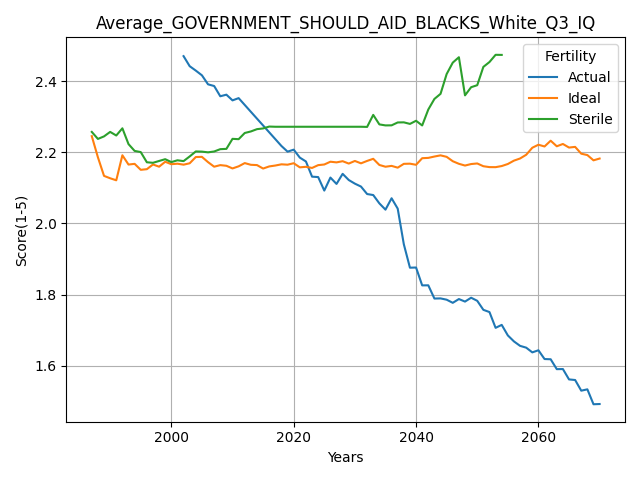 Average_GOVERNMENT_SHOULD_AID_BLACKS_White_Q3_IQ
Fertility
Actual
Ideal
Sterile
Score(1-5)
2.4
2.2
2.0
1.8
1.6
2000 2020 2040 2060
Years